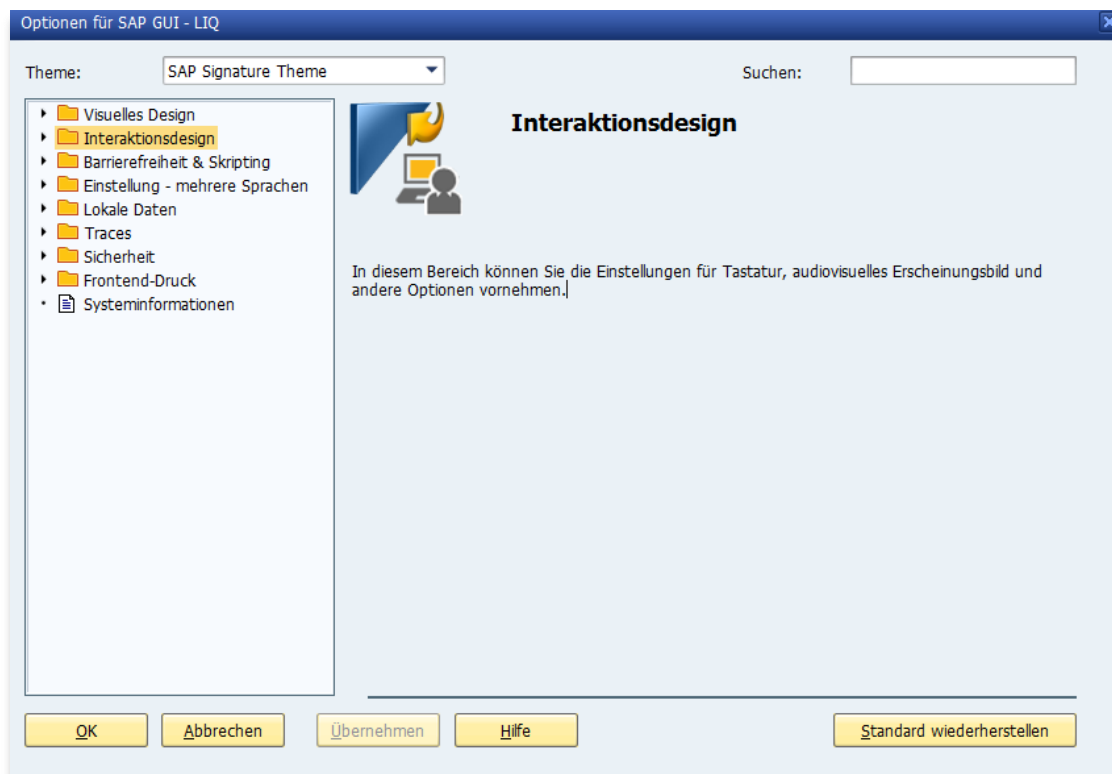 Optionen für SAP GUI - LIQ
Theme:
SAP Signature Theme
Suchen:
Visuelles Design
Interaktionsdesign
Barrierefreiheit & Skripting
Einstellung - mehrere Sprachen
Lokale Daten
Traces
Sicherheit
Frontend-Druck
Systeminformationen
Interaktionsdesign
In diesem Bereich können Sie die Einstellungen für Tastatur, audiovisuelles Erscheinungsbild und
andere Optionen vornehmen.
OK
Abbrechen
Übernehmen
Hilfe
Standard wiederherstellen